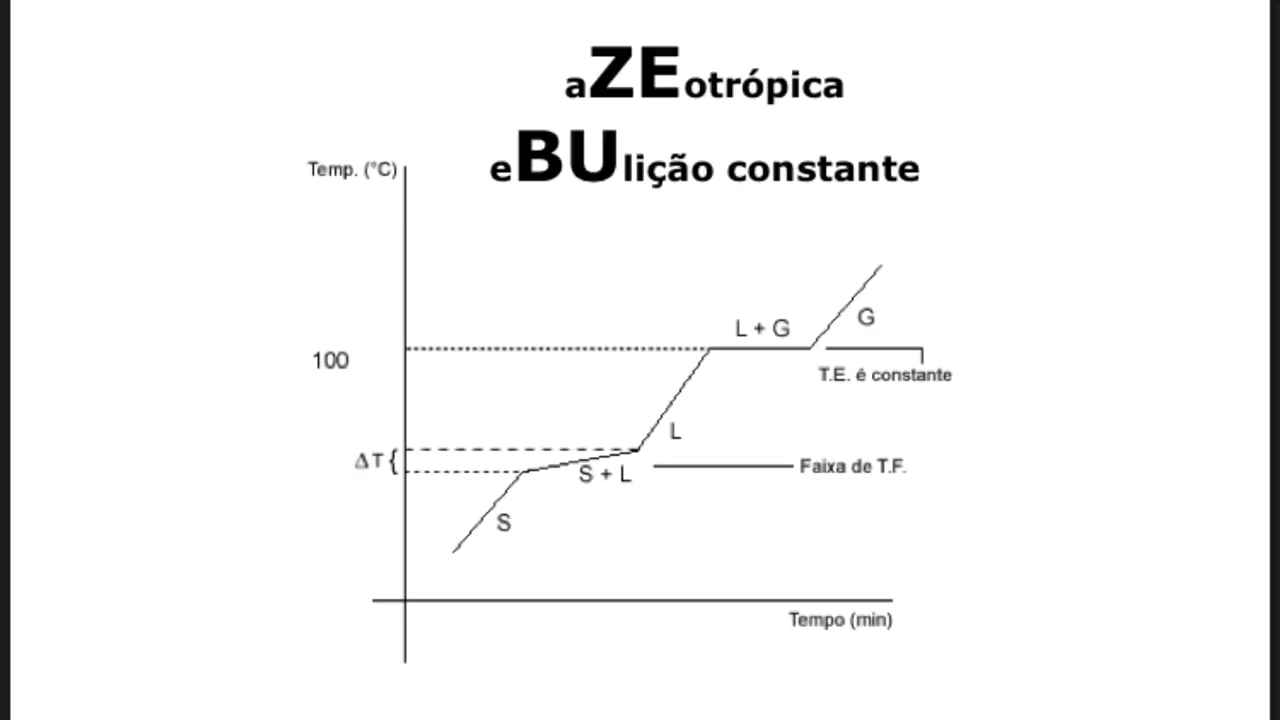 aZEotrópica
eBUlição constante
Temp. (°C)
L + G
G
100
T.E. é constante
L
ΔT{
S + L
Faixa de T.F.
S
Tempo (min)